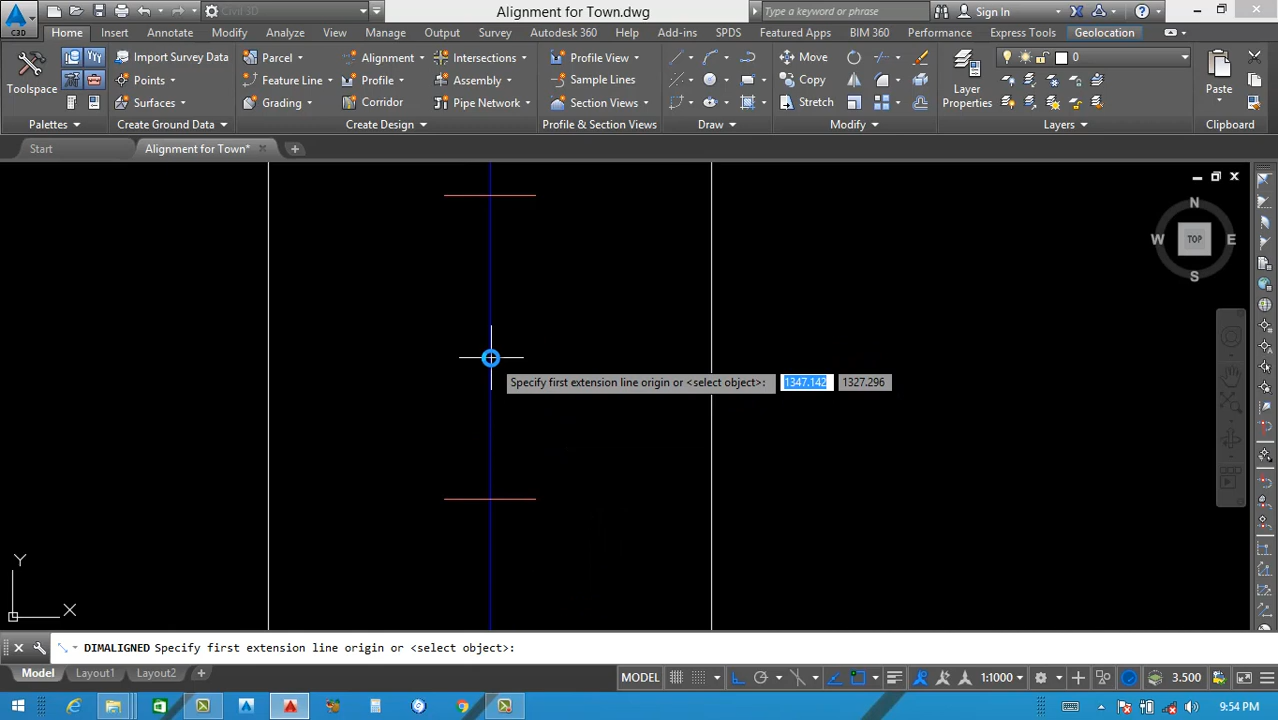 C3D
Civil 3D
Alignment for Town.dwg
Type a keyword or phrase
Sign In
Home Insert Annotate Modify Analyze View Manage Output Survey Autodesk 360 Help Add-ins SPDS Featured Apps BIM 360 Performance Express Tools Geolocation
Import Survey Data Parcel Alignment Intersections Profile View Move 0
Toolspace Points Feature Line Profile Assembly Sample Lines Copy Layer Properties Paste
Surfaces Grading Corridor Pipe Network Section Views Stretch
Palettes Create Ground Data Create Design Profile & Section Views Draw Modify Layers Clipboard
Start Alignment for Town*
N
W TOP E
S
Specify first extension line origin or <select object>: 1347.142 1327.296
Y
X
DIMALIGNED Specify first extension line origin or <select object>:
Model Layout1 Layout2 MODEL 1:1000 3.500
9:54 PM